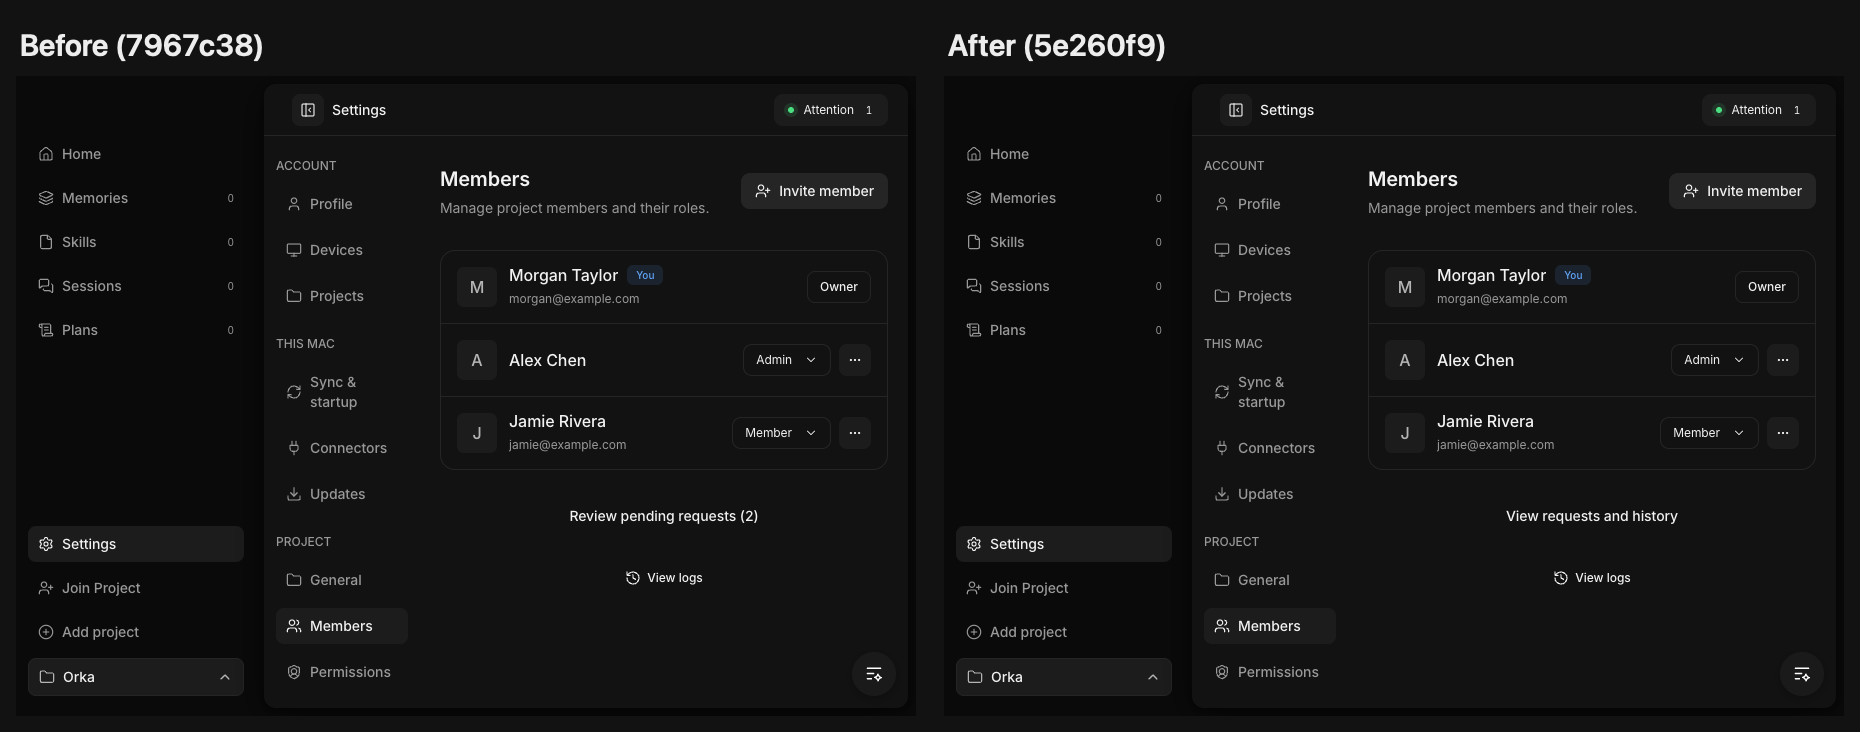 Before (7967c38)
Settings
Attention 1
Home
Memories 0
Skills 0
Sessions 0
Plans 0
Settings
Join Project
Add project
Orka
ACCOUNT
Profile
Devices
Projects
THIS MAC
Sync &
startup
Connectors
Updates
PROJECT
General
Members
Permissions
Members
Manage project members and their roles.
Invite member
M
Morgan Taylor You
morgan@example.com
Owner
A
Alex Chen
Admin
J
Jamie Rivera
jamie@example.com
Member
Review pending requests (2)
View logs
After (5e260f9)
Settings
Attention 1
Home
Memories 0
Skills 0
Sessions 0
Plans 0
Settings
Join Project
Add project
Orka
ACCOUNT
Profile
Devices
Projects
THIS MAC
Sync &
startup
Connectors
Updates
PROJECT
General
Members
Permissions
Members
Manage project members and their roles.
Invite member
M
Morgan Taylor You
morgan@example.com
Owner
A
Alex Chen
Admin
J
Jamie Rivera
jamie@example.com
Member
View requests and history
View logs